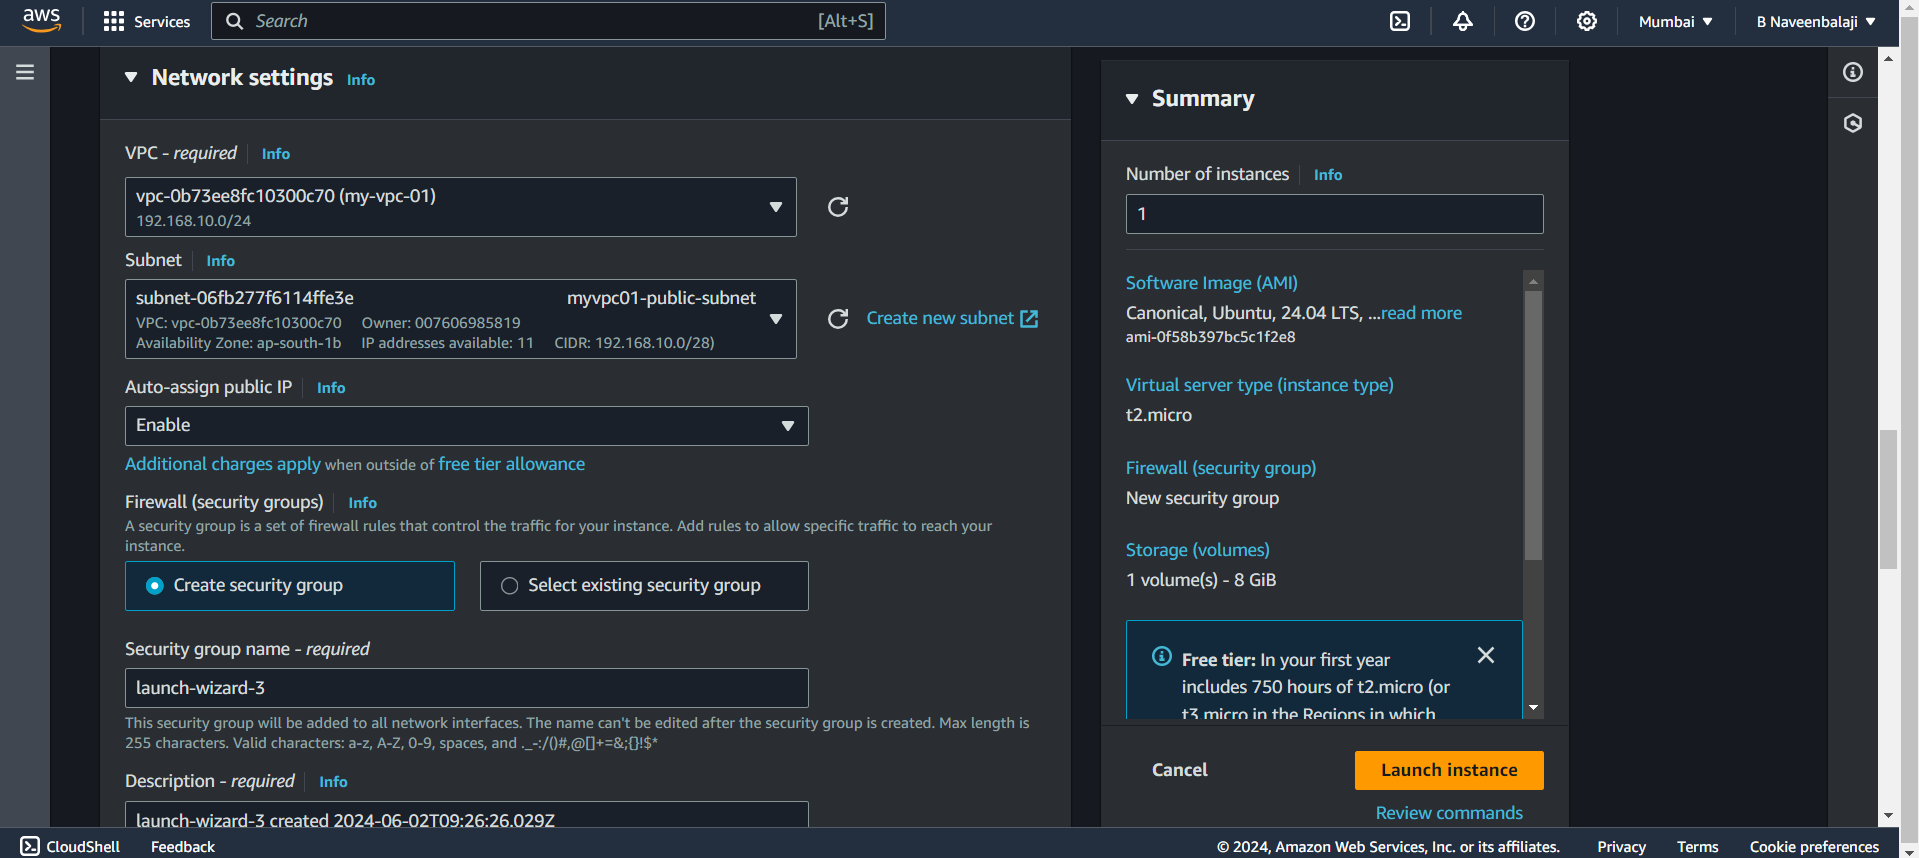 aws
Services
Search
[Alt+S]
Mumbai
B Naveenbalaji
Network settings Info
VPC - required Info
vpc-0b73ee8fc10300c70 (my-vpc-01)
192.168.10.0/24
Subnet Info
subnet-06fb277f6114ffe3e myvpc01-public-subnet
VPC: vpc-0b73ee8fc10300c70 Owner: 007606985819
Availability Zone: ap-south-1b IP addresses available: 11 CIDR: 192.168.10.0/28)
Create new subnet
Auto-assign public IP Info
Enable
Additional charges apply when outside of free tier allowance
Firewall (security groups) Info
A security group is a set of firewall rules that control the traffic for your instance. Add rules to allow specific traffic to reach your
instance.
Create security group
Select existing security group
Security group name - required
launch-wizard-3
This security group will be added to all network interfaces. The name can't be edited after the security group is created. Max length is
255 characters. Valid characters: a-z, A-Z, 0-9, spaces, and ._-:/()#,@[]+=&;{}!$*
Description - required Info
launch-wizard-3 created 2024-06-02T09:26:26.029Z
Summary
Number of instances Info
1
Software Image (AMI)
Canonical, Ubuntu, 24.04 LTS, ...read more
ami-0f58b397bc5c1f2e8
Virtual server type (instance type)
t2.micro
Firewall (security group)
New security group
Storage (volumes)
1 volume(s) - 8 GiB
Free tier: In your first year
includes 750 hours of t2.micro (or
t3.micro in the Regions in which
Cancel
Launch instance
Review commands
CloudShell
Feedback
© 2024, Amazon Web Services, Inc. or its affiliates.
Privacy
Terms
Cookie preferences